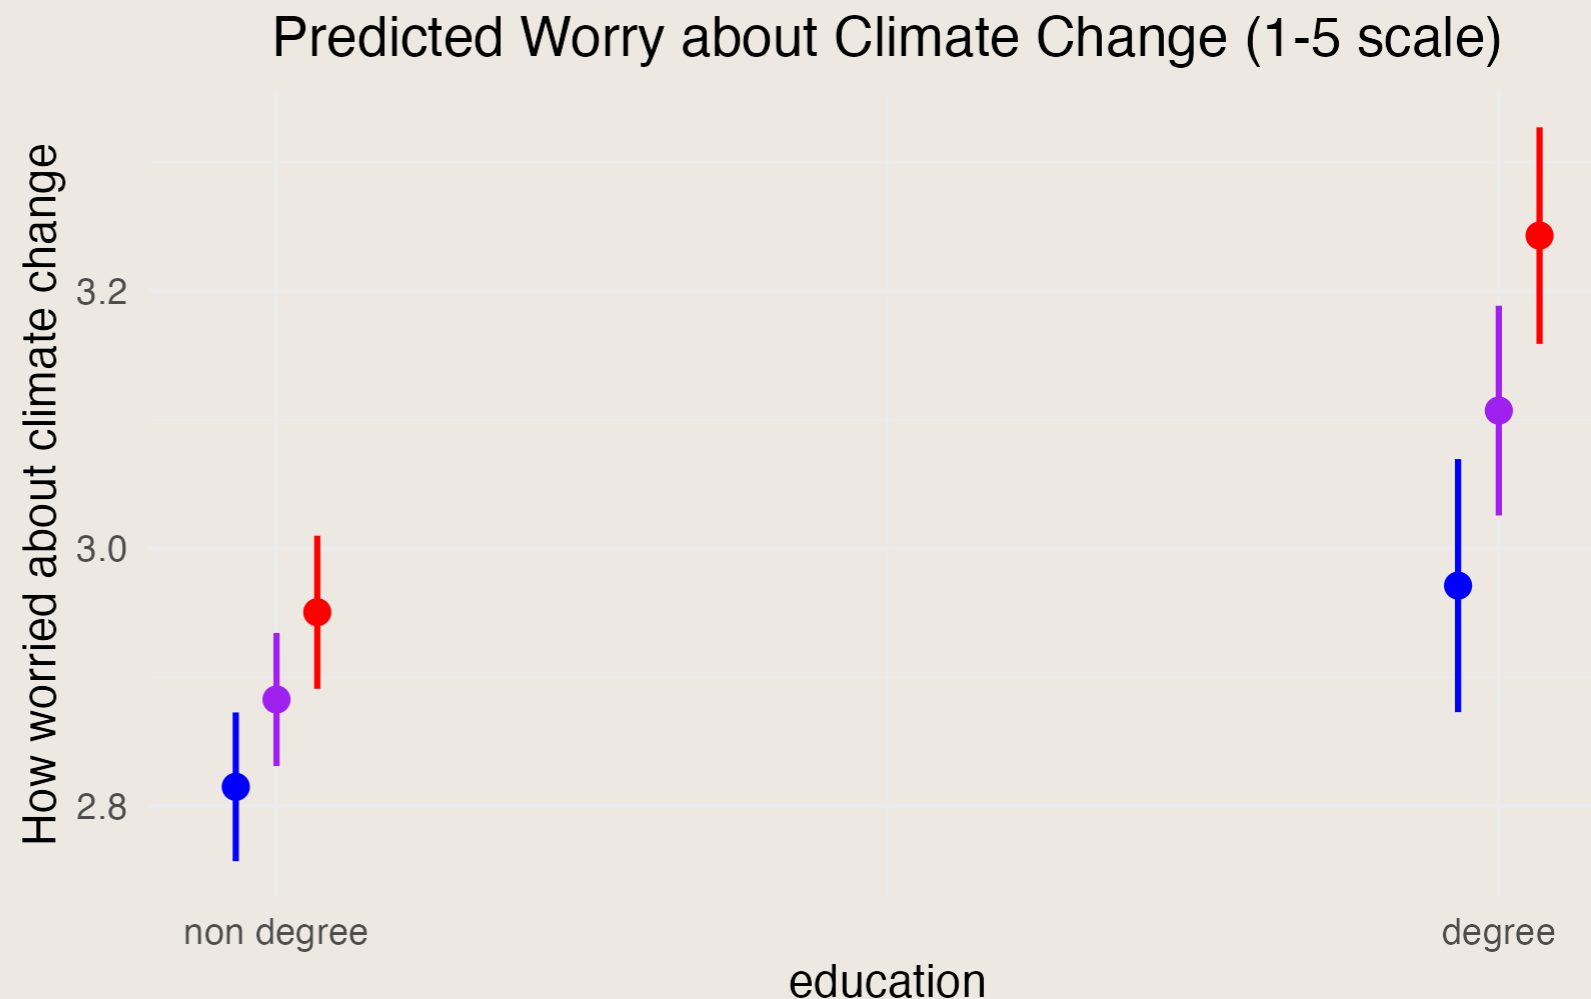 Predicted Worry about Climate Change (1-5 scale)
How worried about climate change
3.2
3.0
2.8
non degree
degree
education